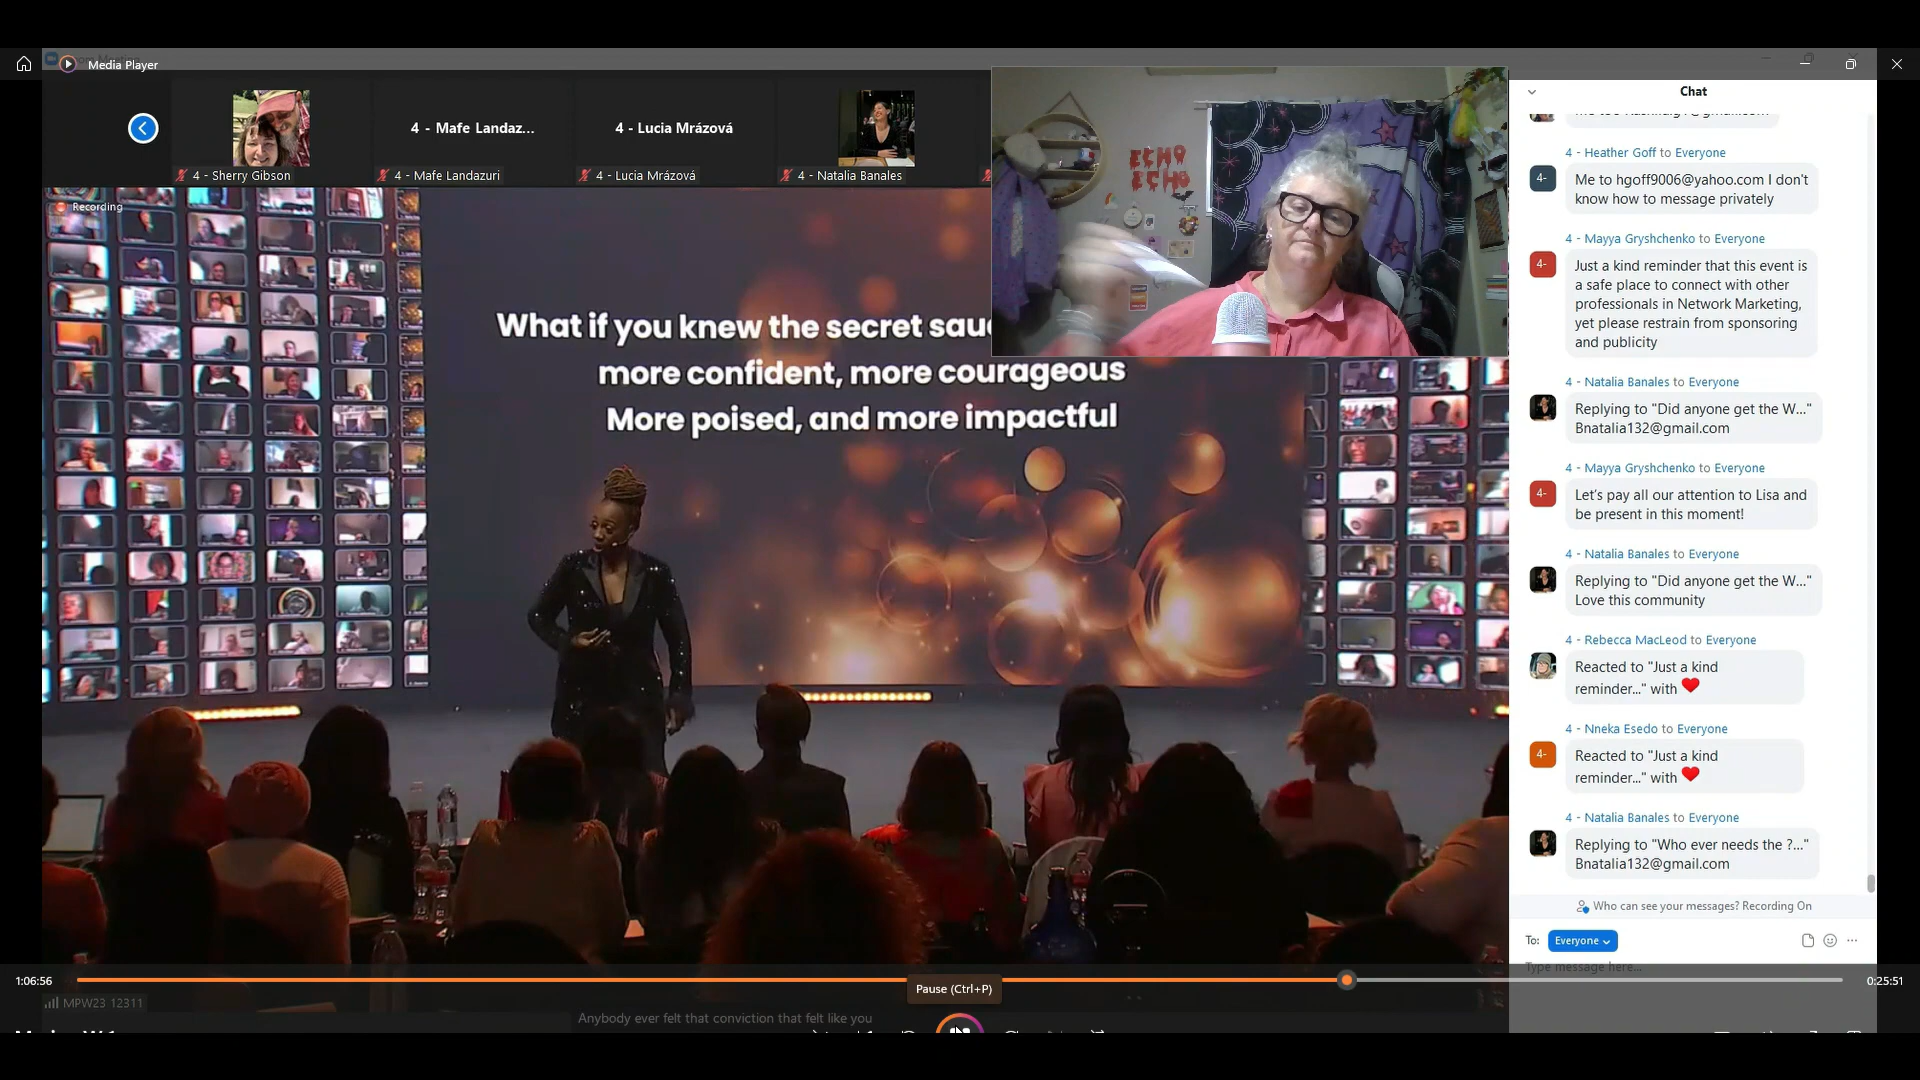 Media Player
4 - Mafe Landaz...
4 - Lucia Mrázová
4 - Sherry Gibson
4 - Mafe Landazuri
4 - Lucia Mrázová
4 - Natalia Banales
Recording
ECHO
ECHO
What if you knew the secret
more confident, more courageous
More poised, and more impactful
Chat
4 - Heather Goff to Everyone
4-
Me to hgoff9006@yahoo.com I don't
know how to message privately
4 - Mayya Gryshchenko to Everyone
4-
Just a kind reminder that this event is
a safe place to connect with other
professionals in Network Marketing,
yet please restrain from sponsoring
and publicity
4 - Natalia Banales to Everyone
Replying to "Did anyone get the W..."
Bnatalia132@gmail.com
4 - Mayya Gryshchenko to Everyone
4-
Let's pay all our attention to Lisa and
be present in this moment!
4 - Natalia Banales to Everyone
Replying to "Did anyone get the W..."
Love this community
4 - Rebecca MacLeod to Everyone
Reacted to "Just a kind
reminder..." with ❤️
4 - Nneka Esedo to Everyone
4-
Reacted to "Just a kind
reminder..." with ❤️
4 - Natalia Banales to Everyone
Replying to "Who ever needs the ?..."
Bnatalia132@gmail.com
Who can see your messages? Recording On
To: Everyone
Type message here...
1:06:56
0:25:51
Pause (Ctrl+P)
MPW23 12311
Anybody ever felt that conviction that felt like you